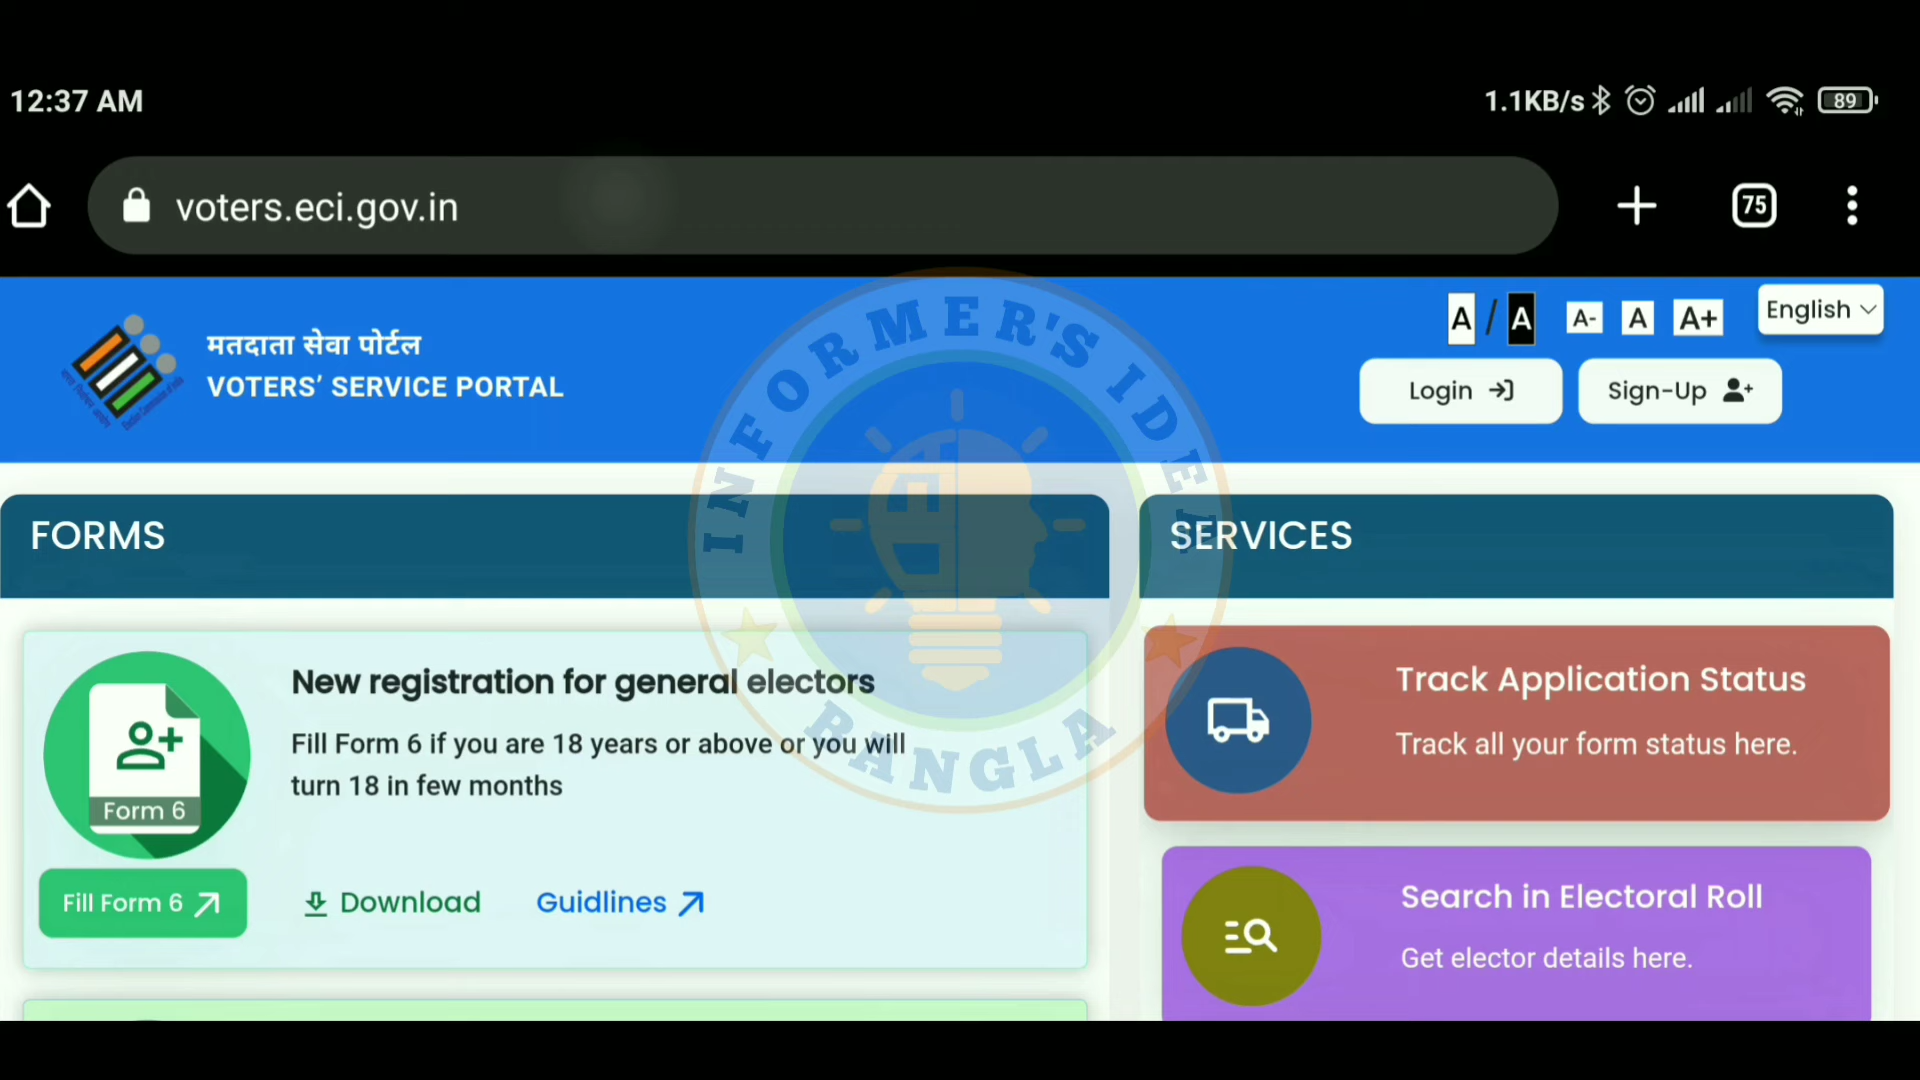 12:37 AM
1.1KB/s
89
voters.eci.gov.in
75
मतदाता सेवा पोर्टल
VOTERS’ SERVICE PORTAL
A / A A- A A+ English
Login
Sign-Up
INFORMER'S IDEA
BANGLA
FORMS
New registration for general electors
Fill Form 6 if you are 18 years or above or you will
turn 18 in few months
Form 6
Fill Form 6
Download
Guidlines
SERVICES
Track Application Status
Track all your form status here.
Search in Electoral Roll
Get elector details here.